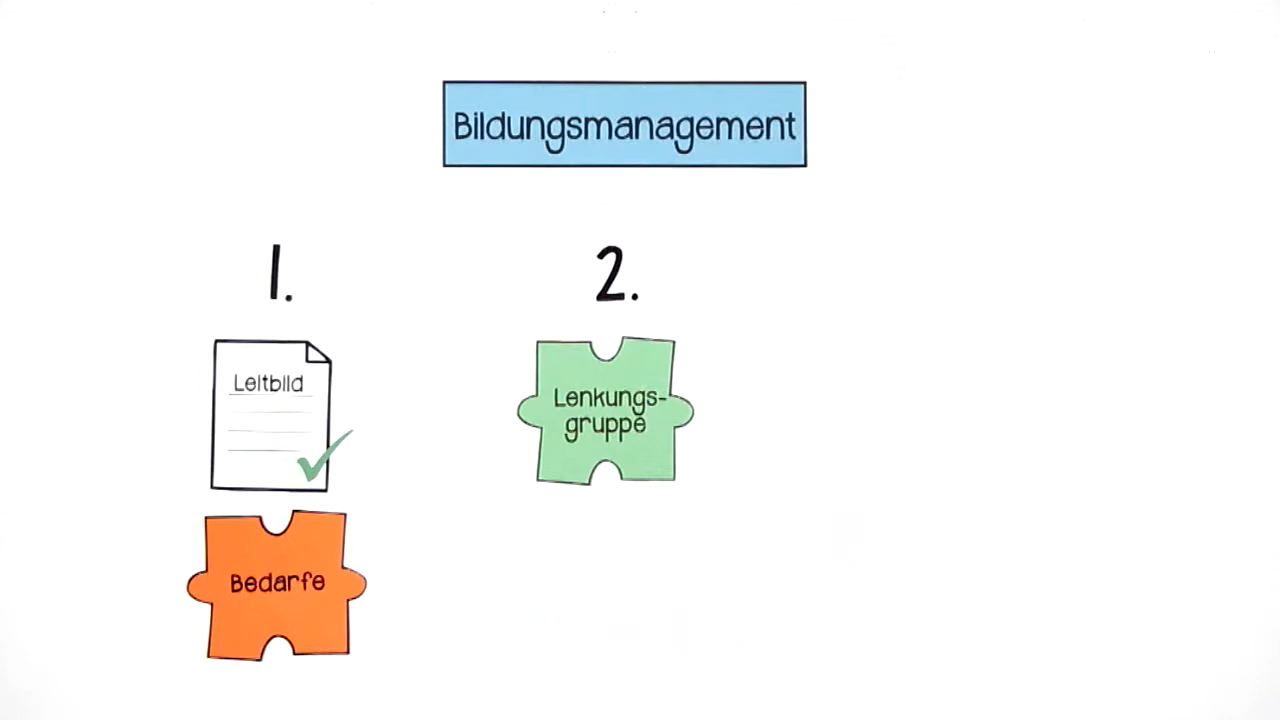 Bildungsmanagement
1.
2.
Leitbild
Lenkungs-
gruppe
Bedarfe